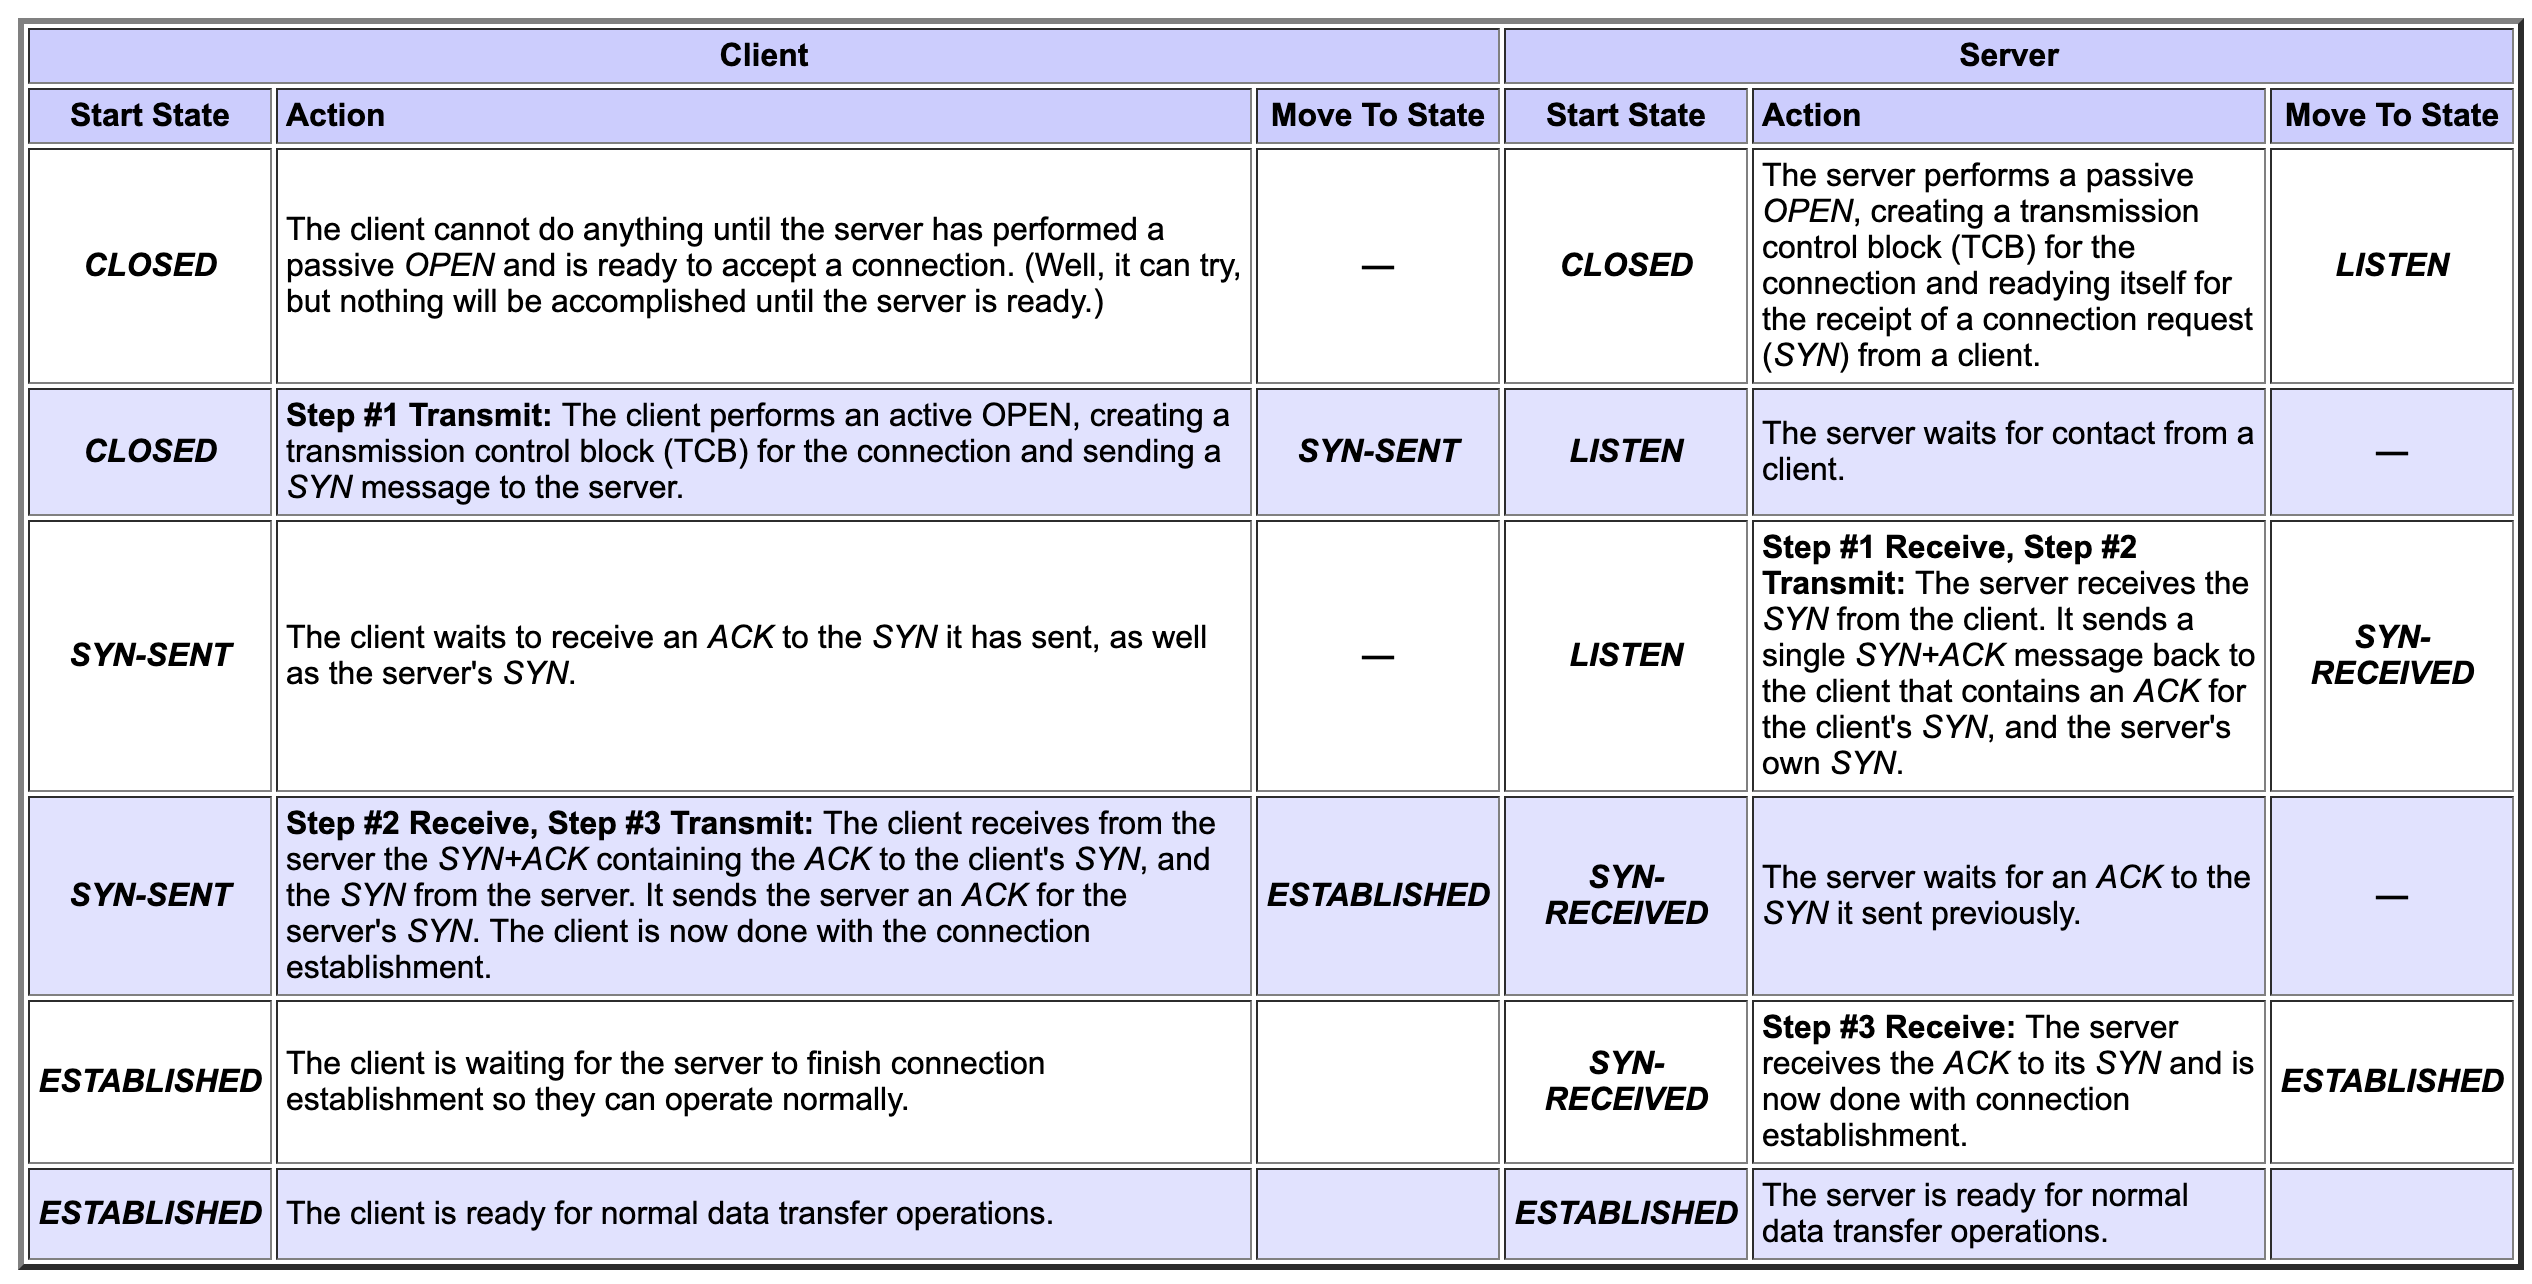 Client
Server
Start State
Action
Move To State
Start State
Action
Move To State
CLOSED
The client cannot do anything until the server has performed a
passive OPEN and is ready to accept a connection. (Well, it can try,
but nothing will be accomplished until the server is ready.)
—
CLOSED
The server performs a passive
OPEN, creating a transmission
control block (TCB) for the
connection and readying itself for
the receipt of a connection request
(SYN) from a client.
LISTEN
CLOSED
Step #1 Transmit: The client performs an active OPEN, creating a
transmission control block (TCB) for the connection and sending a
SYN message to the server.
SYN-SENT
LISTEN
The server waits for contact from a
client.
—
SYN-SENT
The client waits to receive an ACK to the SYN it has sent, as well
as the server's SYN.
—
LISTEN
Step #1 Receive, Step #2
Transmit: The server receives the
SYN from the client. It sends a
single SYN+ACK message back to
the client that contains an ACK for
the client's SYN, and the server's
own SYN.
SYN-
RECEIVED
SYN-SENT
Step #2 Receive, Step #3 Transmit: The client receives from the
server the SYN+ACK containing the ACK to the client's SYN, and
the SYN from the server. It sends the server an ACK for the
server's SYN. The client is now done with the connection
establishment.
ESTABLISHED
SYN-
RECEIVED
The server waits for an ACK to the
SYN it sent previously.
—
ESTABLISHED
The client is waiting for the server to finish connection
establishment so they can operate normally.
SYN-
RECEIVED
Step #3 Receive: The server
receives the ACK to its SYN and is
now done with connection
establishment.
ESTABLISHED
ESTABLISHED
The client is ready for normal data transfer operations.
ESTABLISHED
The server is ready for normal
data transfer operations.